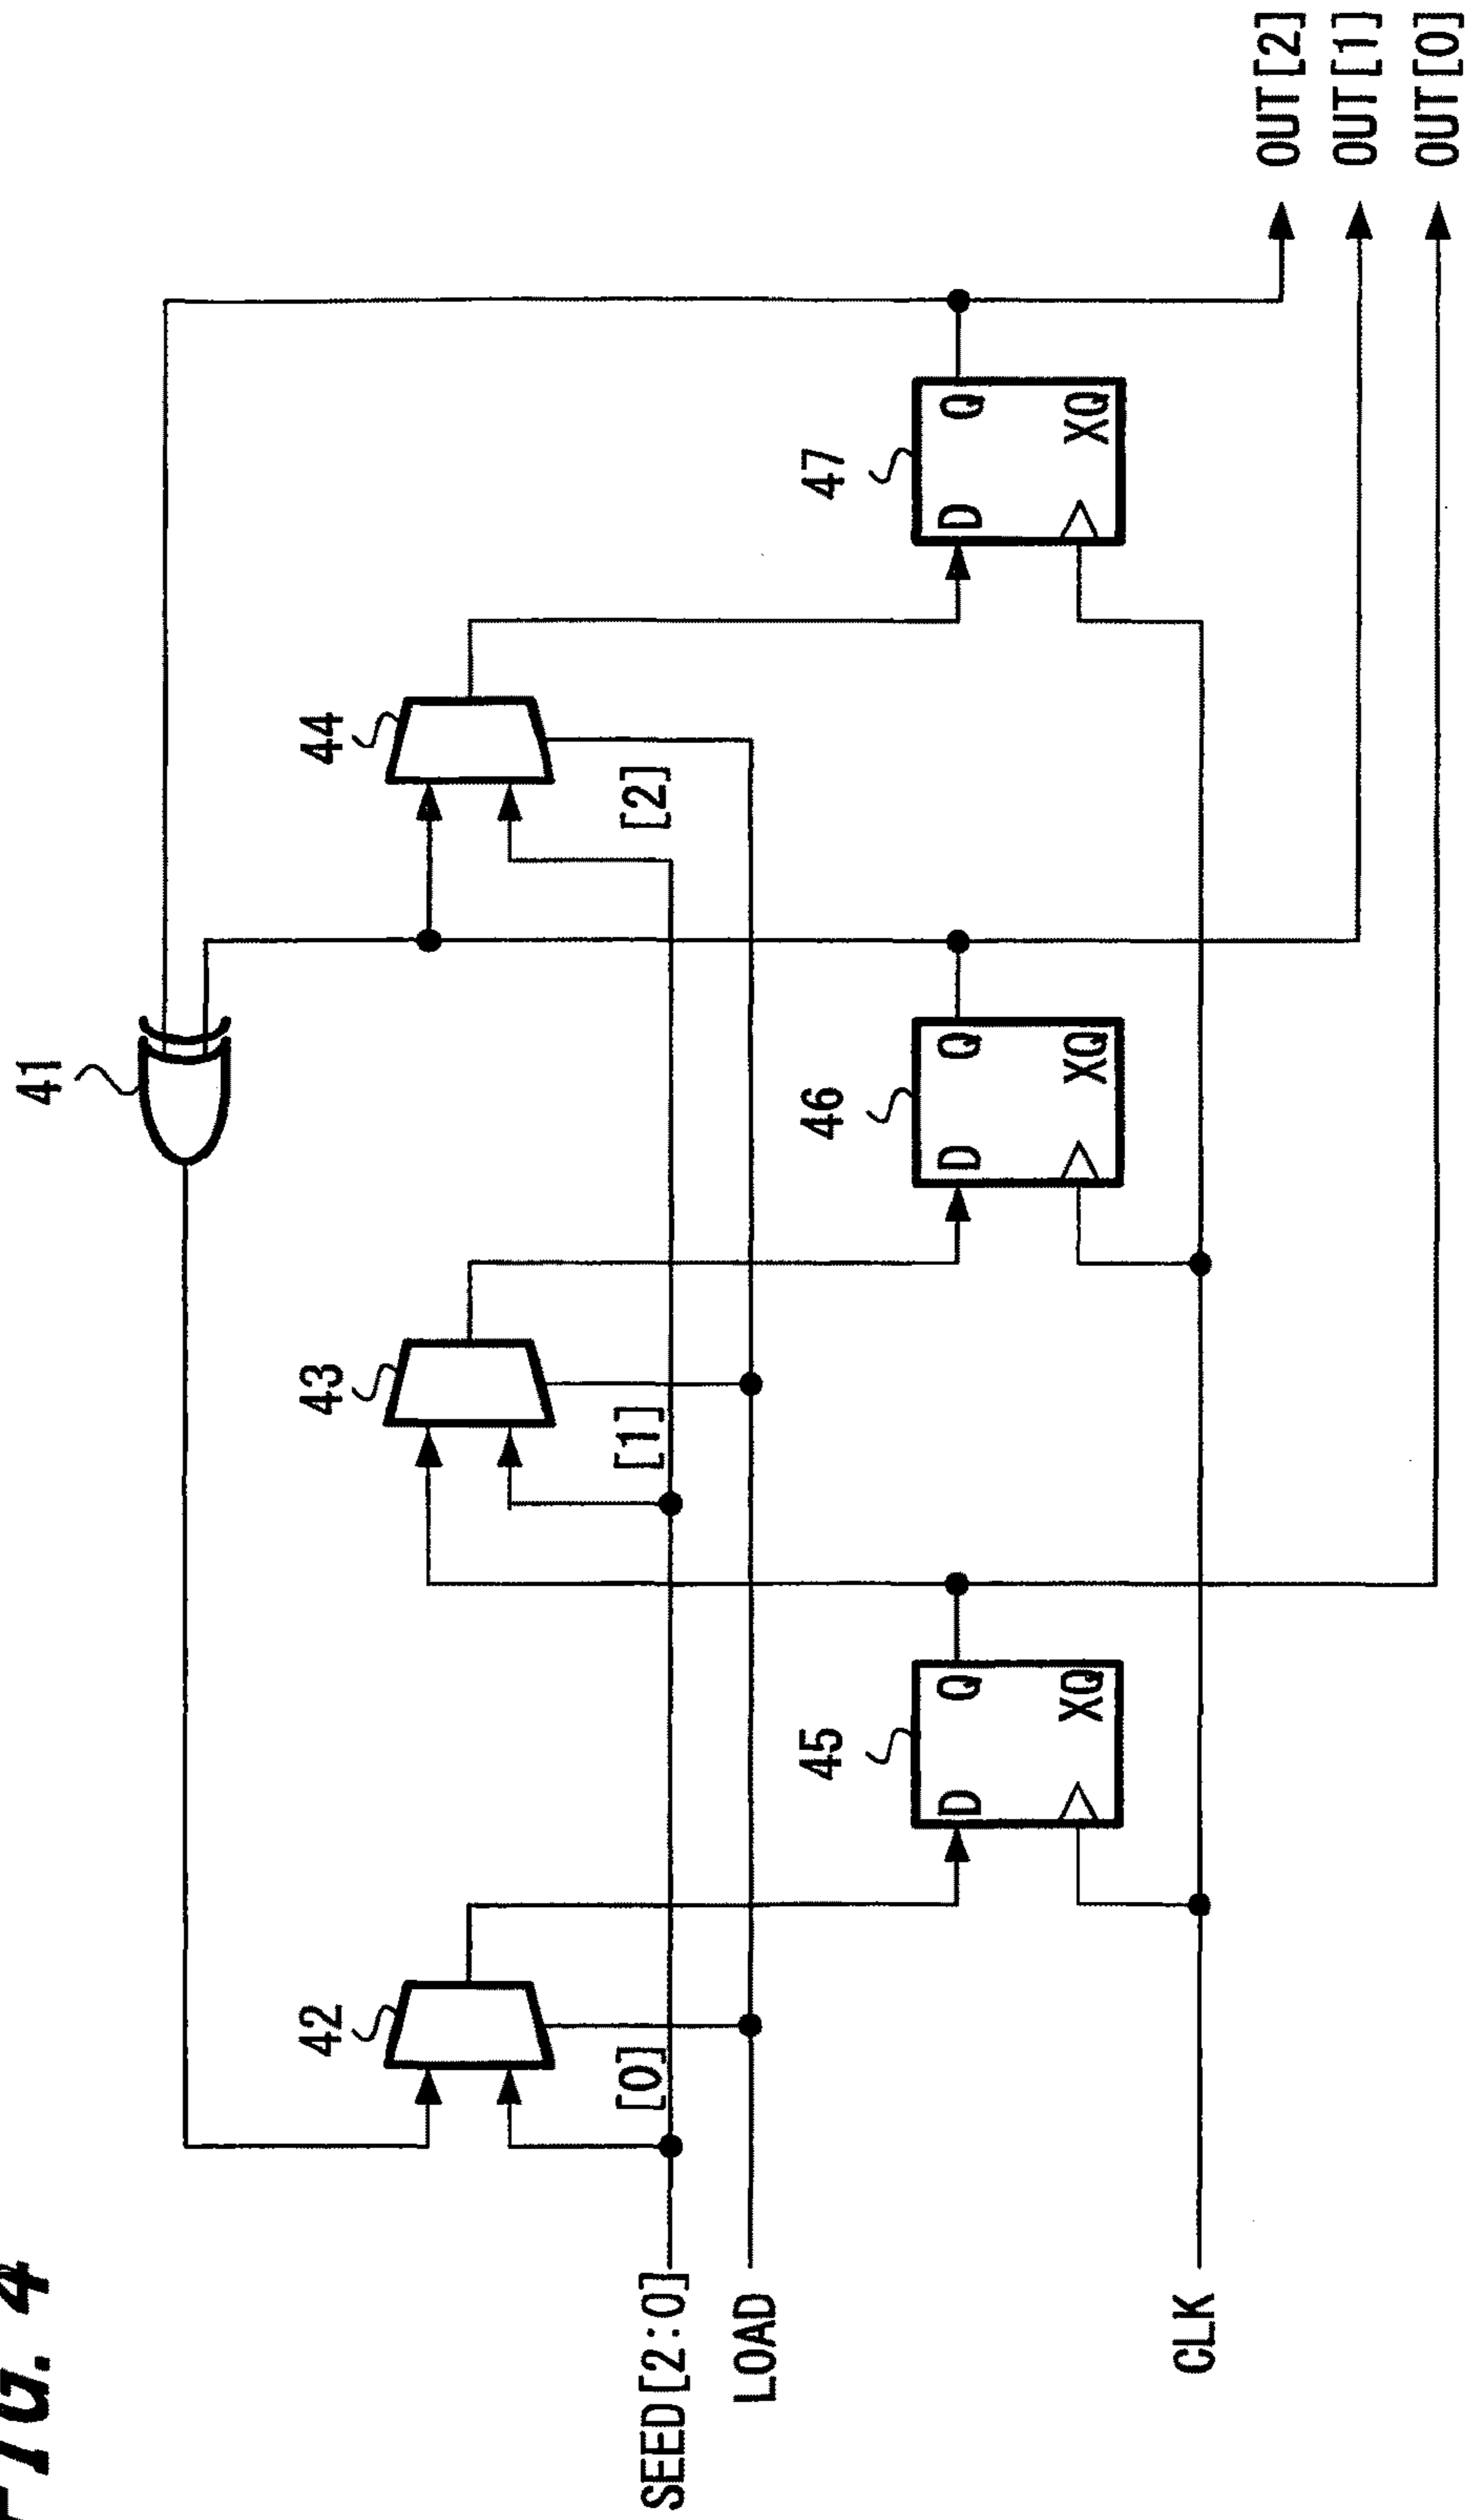 FIG. 4
41
42
43
44
[0]
[1]
[2]
SEED[2:0]
LOAD
45
46
47
D
Q
XQ
D
Q
XQ
D
Q
XQ
CLK
OUT[2]
OUT[1]
OUT[0]